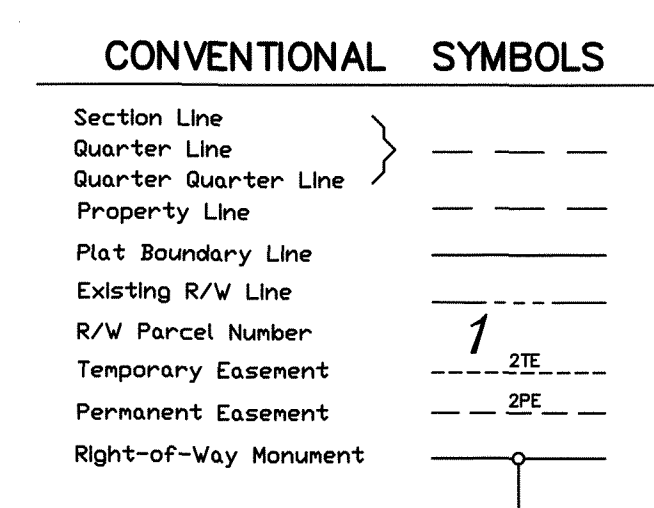 CONVENTIONAL SYMBOLS
Section Line
Quarter Line
Quarter Quarter Line
Property Line
Plat Boundary Line
Existing R/W Line
R/W Parcel Number 1
Temporary Easement 2TE
Permanent Easement 2PE
Right-of-Way Monument